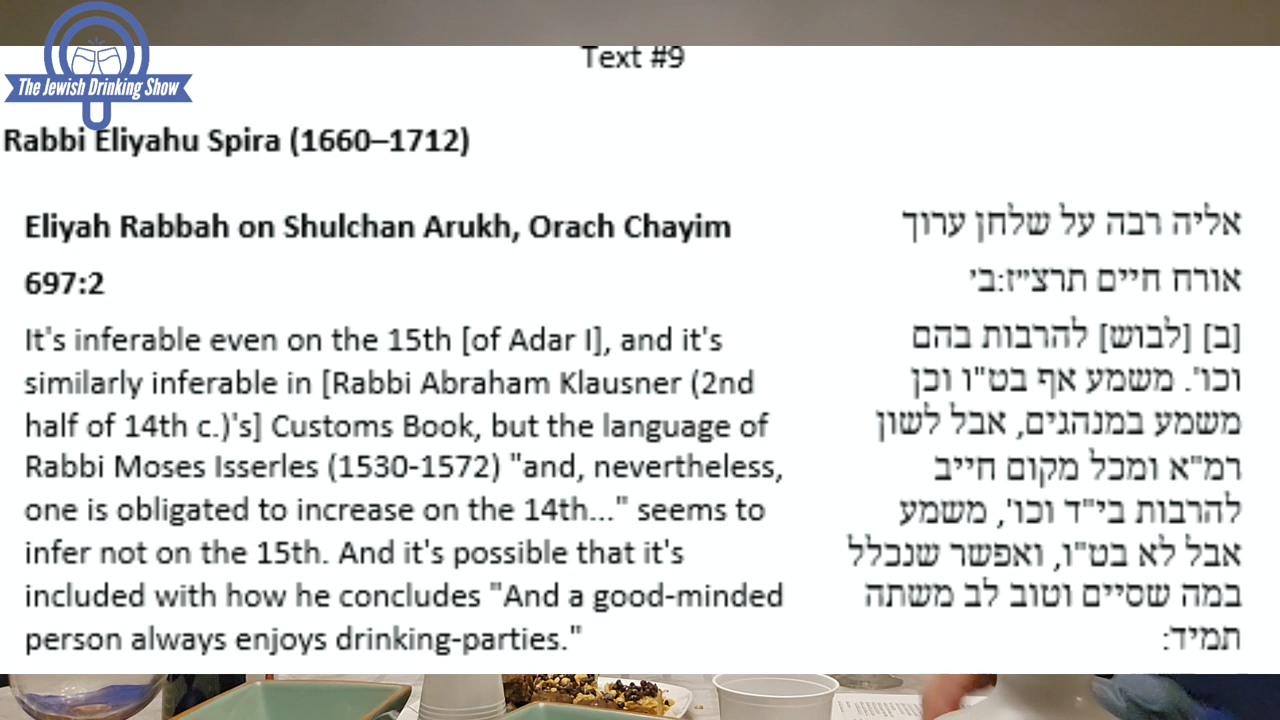 The Jewish Drinking Show
Text #9
Rabbi Eliyahu Spira (1660–1712)
Eliyah Rabbah on Shulchan Arukh, Orach Chayim
697:2
It's inferable even on the 15th [of Adar I], and it's
similarly inferable in [Rabbi Abraham Klausner (2nd
half of 14th c.)'s] Customs Book, but the language of
Rabbi Moses Isserles (1530-1572) "and, nevertheless,
one is obligated to increase on the 14th..." seems to
infer not on the 15th. And it's possible that it's
included with how he concludes "And a good-minded
person always enjoys drinking-parties."
אליה רבה על שלחן ערוך
אורח חיים תרצ״ז:ב׳
[ב] [לבוש] להרבות בהם
וכו'. משמע אף בט"ו וכן
משמע במנהגים, אבל לשון
רמ"א ומכל מקום חייב
להרבות בי"ד וכו', משמע
אבל לא בט"ו, ואפשר שנכלל
במה שסיים וטוב לב משתה
תמיד: